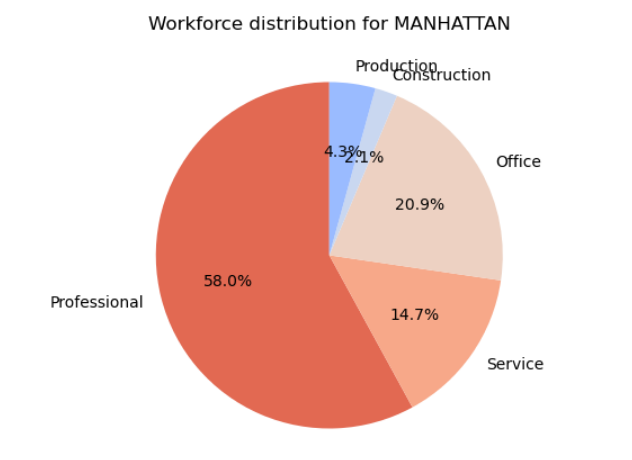 Workforce distribution for MANHATTAN
Production
Construction
4.3%
2.1%
Office
20.9%
58.0%
Professional
14.7%
Service